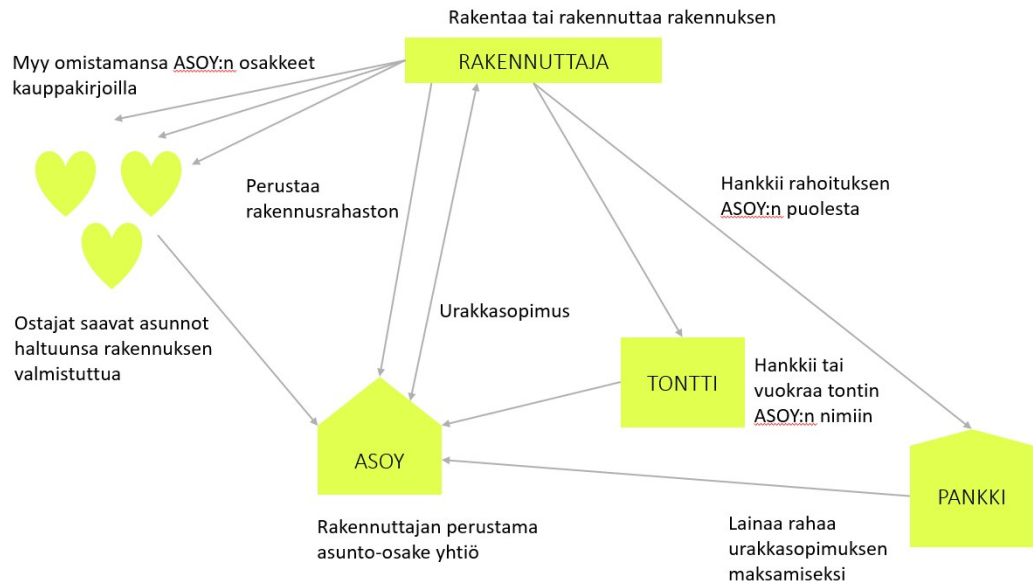 Rakentaa tai rakennuttaa rakennuksen
RAKENNUTTAJA
Myy omistamansa ASOY:n osakkeet
kauppakirjoilla
Perustaa
rakennusrahaston
Hankkii rahoituksen
ASOY:n puolesta
Urakkasopimus
Ostajat saavat asunnot
haltuunsa rakennuksen
valmistuttua
TONTTI
Hankkii tai
vuokraa tontin
ASOY:n nimiin
ASOY
PANKKI
Rakennuttajan perustama
asunto-osake yhtiö
Lainaa rahaa
urakkasopimuksen
maksamiseksi